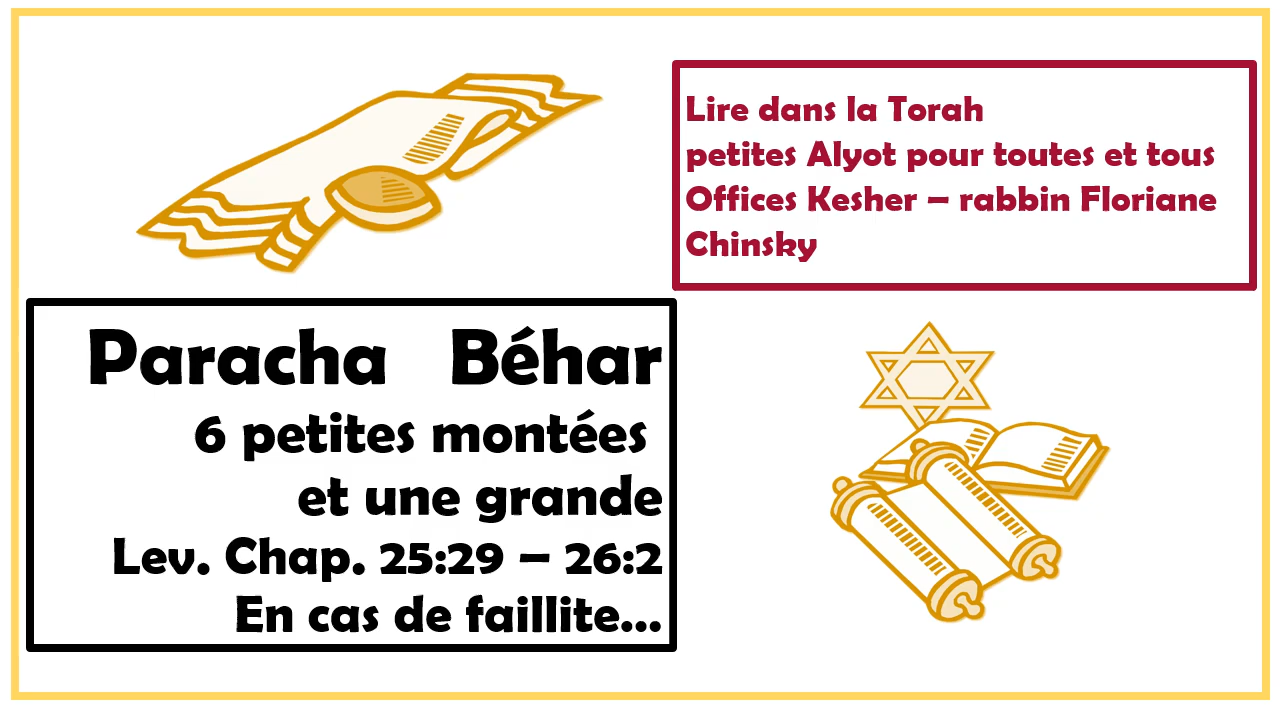 Lire dans la Torah
petites Alyot pour toutes et tous
Offices Kesher – rabbin Floriane
Chinsky
Paracha Béhar
6 petites montées
et une grande
Lev. Chap. 25:29 – 26:2
En cas de faillite...